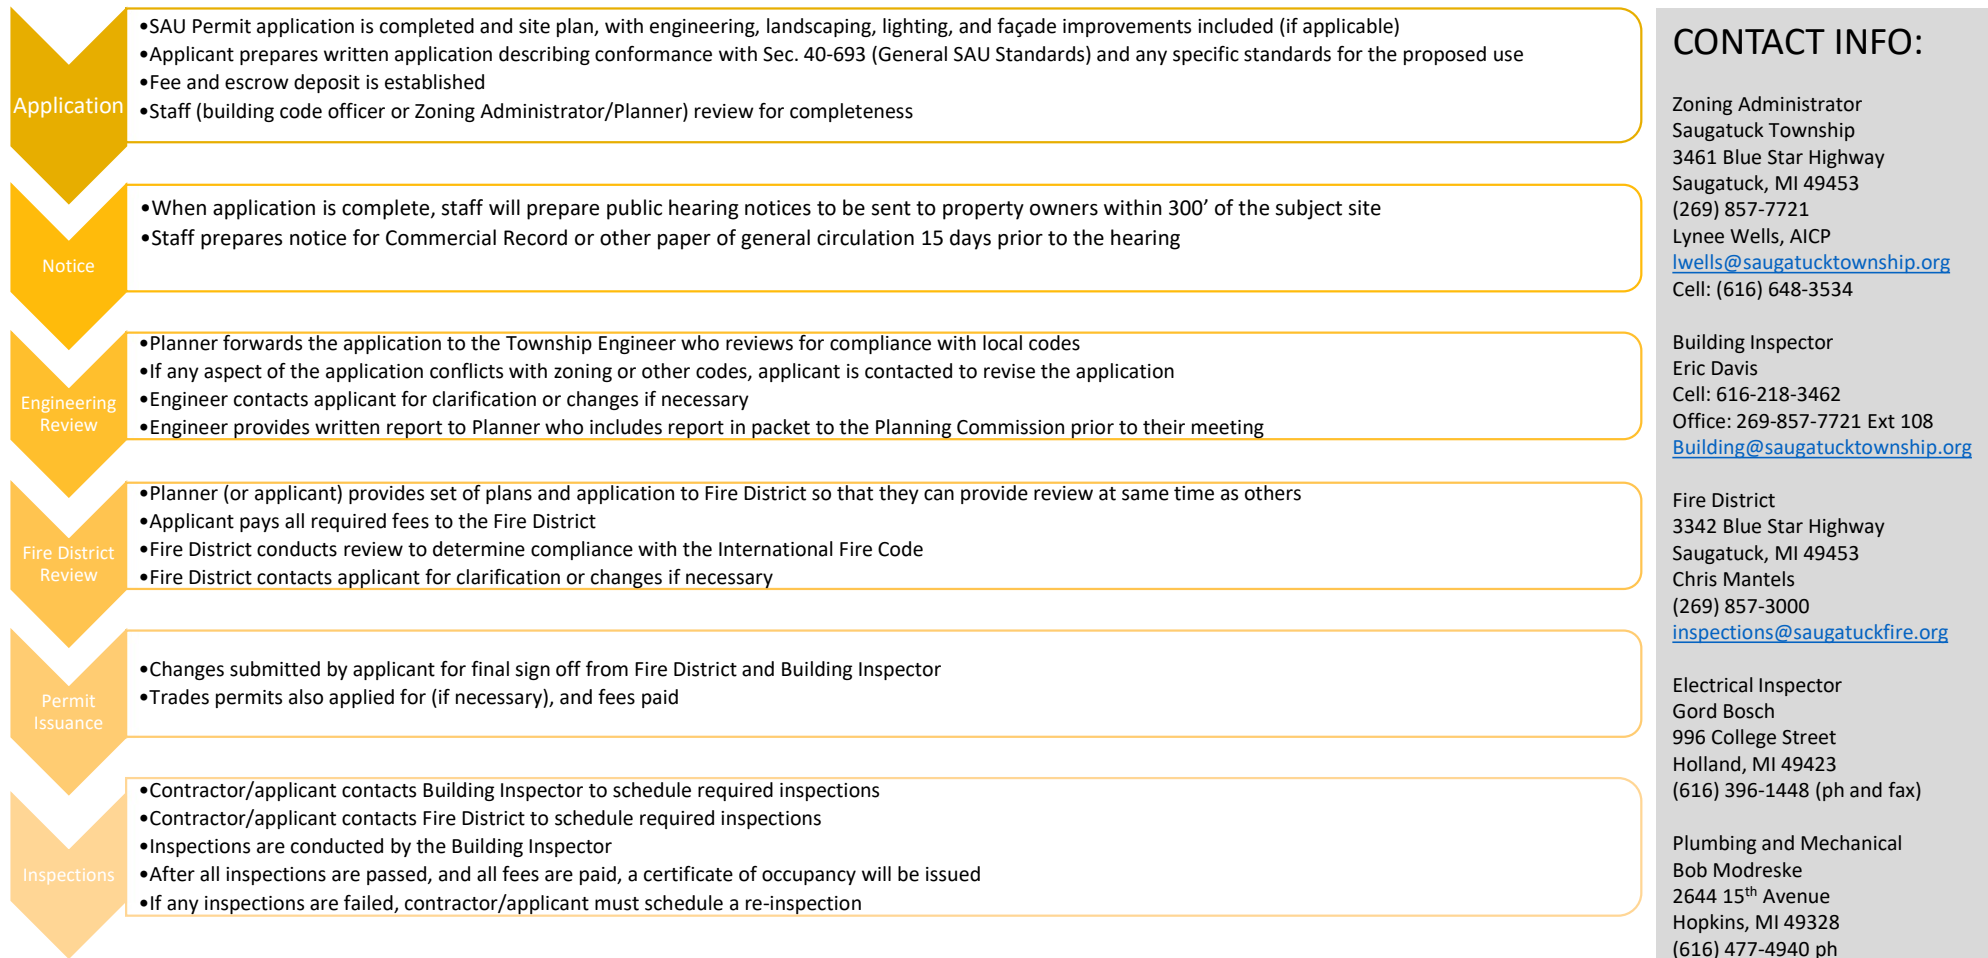 Application
•SAU Permit application is completed and site plan, with engineering, landscaping, lighting, and façade improvements included (if applicable)
•Applicant prepares written application describing conformance with Sec. 40-693 (General SAU Standards) and any specific standards for the proposed use
•Fee and escrow deposit is established
•Staff (building code officer or Zoning Administrator/Planner) review for completeness
Notice
•When application is complete, staff will prepare public hearing notices to be sent to property owners within 300’ of the subject site
•Staff prepares notice for Commercial Record or other paper of general circulation 15 days prior to the hearing
Engineering
Review
•Planner forwards the application to the Township Engineer who reviews for compliance with local codes
•If any aspect of the application conflicts with zoning or other codes, applicant is contacted to revise the application
•Engineer contacts applicant for clarification or changes if necessary
•Engineer provides written report to Planner who includes report in packet to the Planning Commission prior to their meeting
Fire District
Review
•Planner (or applicant) provides set of plans and application to Fire District so that they can provide review at same time as others
•Applicant pays all required fees to the Fire District
•Fire District conducts review to determine compliance with the International Fire Code
•Fire District contacts applicant for clarification or changes if necessary
Permit
Issuance
•Changes submitted by applicant for final sign off from Fire District and Building Inspector
•Trades permits also applied for (if necessary), and fees paid
Inspections
•Contractor/applicant contacts Building Inspector to schedule required inspections
•Contractor/applicant contacts Fire District to schedule required inspections
•Inspections are conducted by the Building Inspector
•After all inspections are passed, and all fees are paid, a certificate of occupancy will be issued
•If any inspections are failed, contractor/applicant must schedule a re-inspection
CONTACT INFO:
Zoning Administrator
Saugatuck Township
3461 Blue Star Highway
Saugatuck, MI 49453
(269) 857-7721
Lynee Wells, AICP
lwells@saugatucktownship.org
Cell: (616) 648-3534
Building Inspector
Eric Davis
Cell: 616-218-3462
Office: 269-857-7721 Ext 108
Building@saugatucktownship.org
Fire District
3342 Blue Star Highway
Saugatuck, MI 49453
Chris Mantels
(269) 857-3000
inspections@saugatuckfire.org
Electrical Inspector
Gord Bosch
996 College Street
Holland, MI 49423
(616) 396-1448 (ph and fax)
Plumbing and Mechanical
Bob Modreske
2644 15th Avenue
Hopkins, MI 49328
(616) 477-4940 ph